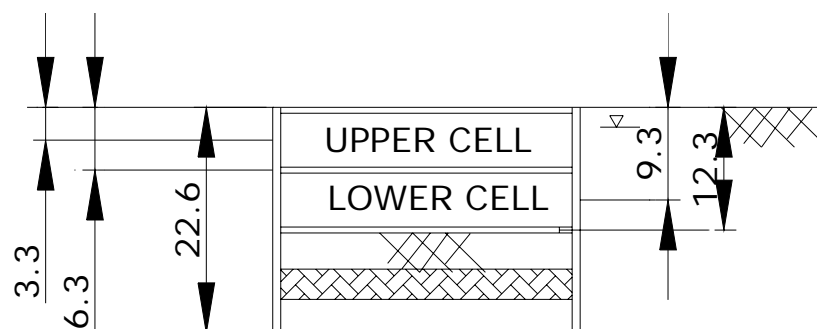 UPPER CELL
LOWER CELL
3.3
6.3
22.6
9.3
12.3